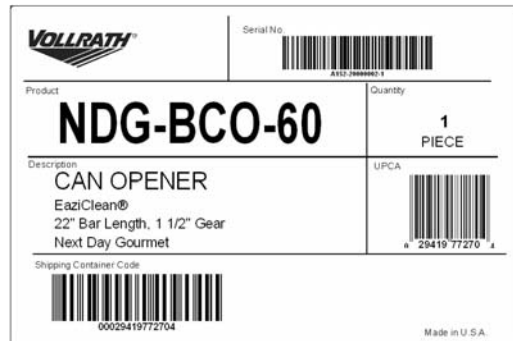 VOLLRATH®
Serial No.
A952-20000002-1
Product
NDG-BCO-60
Quantity
1
PIECE
Description
CAN OPENER
EaziClean®
22" Bar Length, 1 1/2" Gear
Next Day Gourmet
UPCA
0 29419 77270 4
Shipping Container Code
00029419772704
Made in U.S.A.